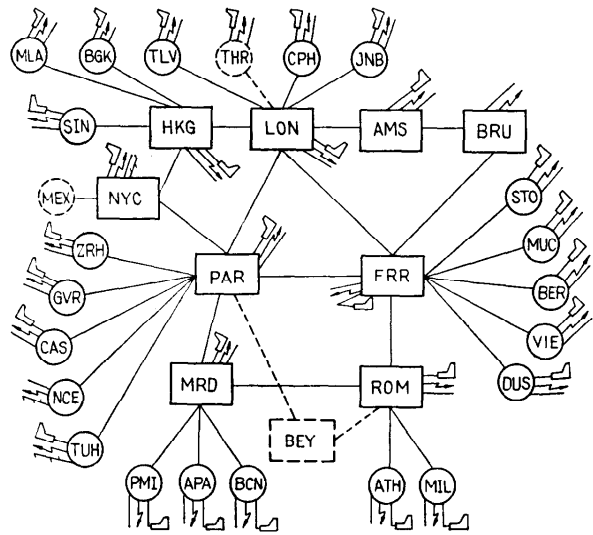 MLA BGK TLV THR CPH JNB
SIN HKG LON AMS BRU
MEX NYC STO
ZRH MUC
PAR FRR
GVR BER
CAS VIE
NCE MRD ROM DUS
TUH BEY
PMI APA BCN ATH MIL